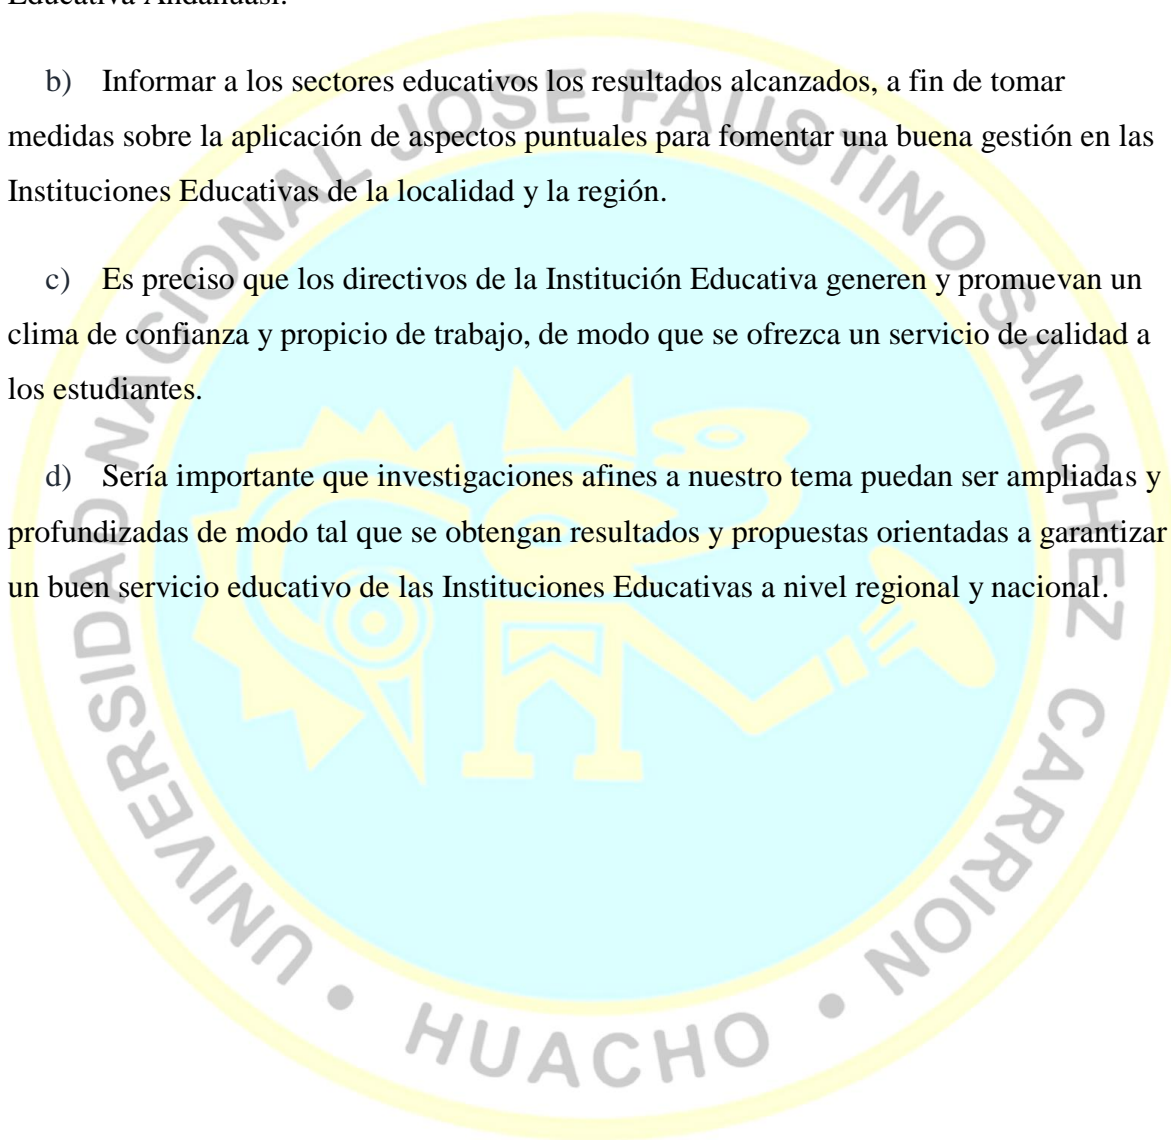 Educativa Andahuasi.
b) Informar a los sectores educativos los resultados alcanzados, a fin de tomar
medidas sobre la aplicación de aspectos puntuales para fomentar una buena gestión en las
Instituciones Educativas de la localidad y la región.
c) Es preciso que los directivos de la Institución Educativa generen y promuevan un
clima de confianza y propicio de trabajo, de modo que se ofrezca un servicio de calidad a
los estudiantes.
d) Sería importante que investigaciones afines a nuestro tema puedan ser ampliadas y
profundizadas de modo tal que se obtengan resultados y propuestas orientadas a garantizar
un buen servicio educativo de las Instituciones Educativas a nivel regional y nacional.
UNIVERSIDAD NACIONAL JOSE FAUSTINO SANCHEZ CARRION
• HUACHO •